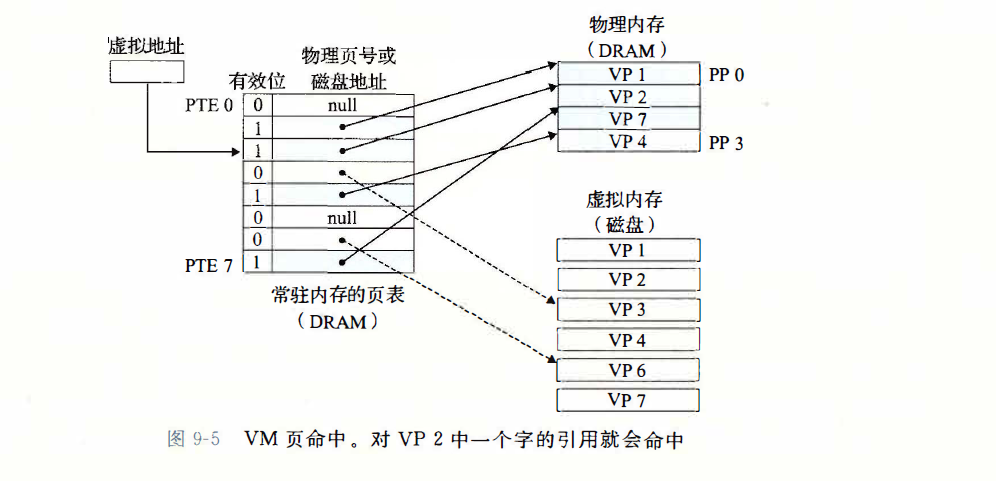 虚拟地址
物理页号或
有效位 磁盘地址
PTE 0 0 null
1
1
0
1
0 null
0
PTE 7 1
常驻内存的页表
（DRAM）
物理内存
（DRAM）
VP 1 PP 0
VP 2
VP 7
VP 4 PP 3
虚拟内存
（磁盘）
VP 1
VP 2
VP 3
VP 4
VP 6
VP 7
图 9-5 VM 页命中。对 VP 2 中一个字的引用就会命中